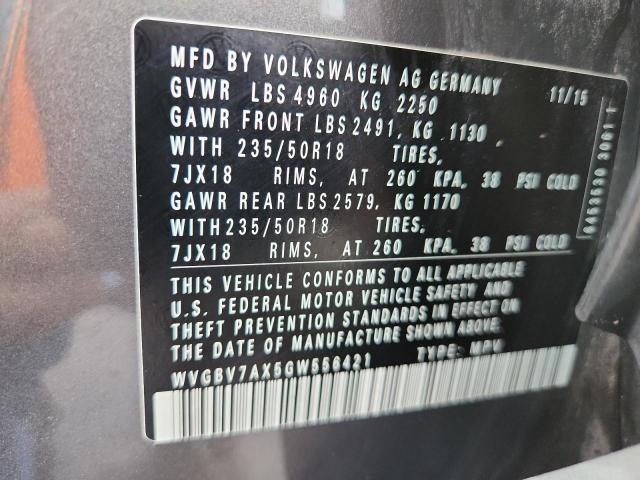 MFD BY VOLKSWAGEN AG GERMANY 11/15
GVWR LBS 4960 KG 2250
GAWR FRONT LBS 2491, KG 1130
WITH 235/50R18 TIRES,
7JX18 RIMS, AT 260 KPA, 38 PSI COLD
GAWR REAR LBS 2579, KG 1170
WITH 235/50R18 TIRES,
7JX18 RIMS, AT 260 KPA, 38 PSI COLD
THIS VEHICLE CONFORMS TO ALL APPLICABLE
U.S. FEDERAL MOTOR VEHICLE SAFETY AND
THEFT PREVENTION STANDARDS IN EFFECT ON
THE DATE OF MANUFACTURE SHOWN ABOVE.
WVGBV7AX5GW556421 TYPE: MPV